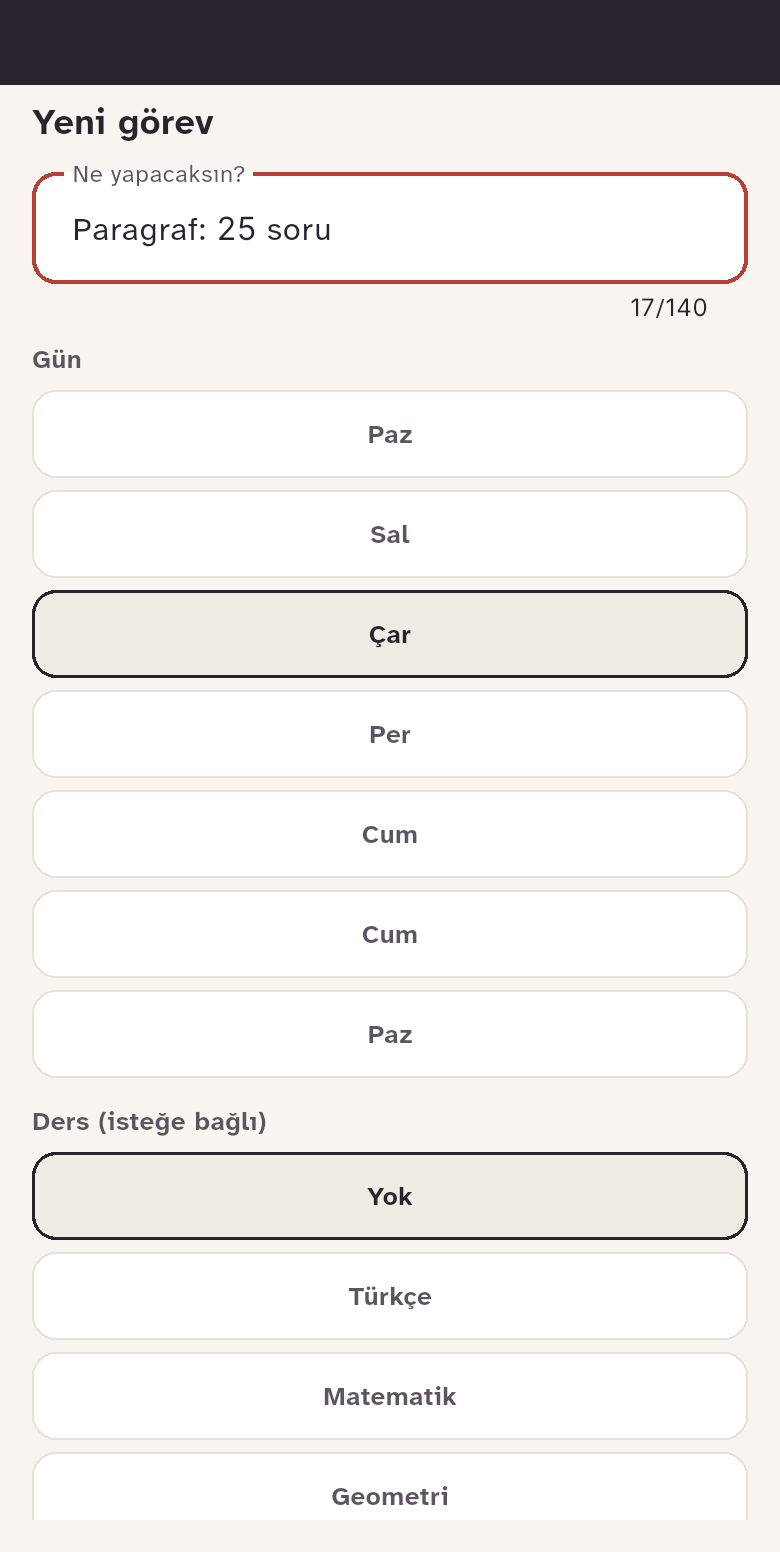 Yeni görev
Ne yapacaksın?
Paragraf: 25 soru
17/140
Gün
Paz
Sal
Çar
Per
Cum
Cum
Paz
Ders (isteğe bağlı)
Yok
Türkçe
Matematik
Geometri